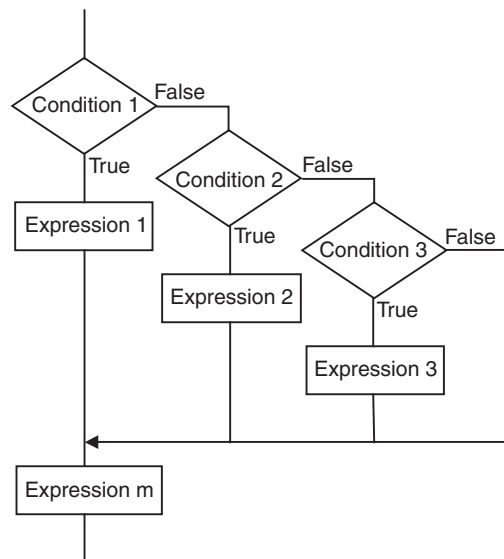 Condition 1
False
True
Condition 2
False
Expression 1
True
Condition 3
False
Expression 2
True
Expression 3
Expression m